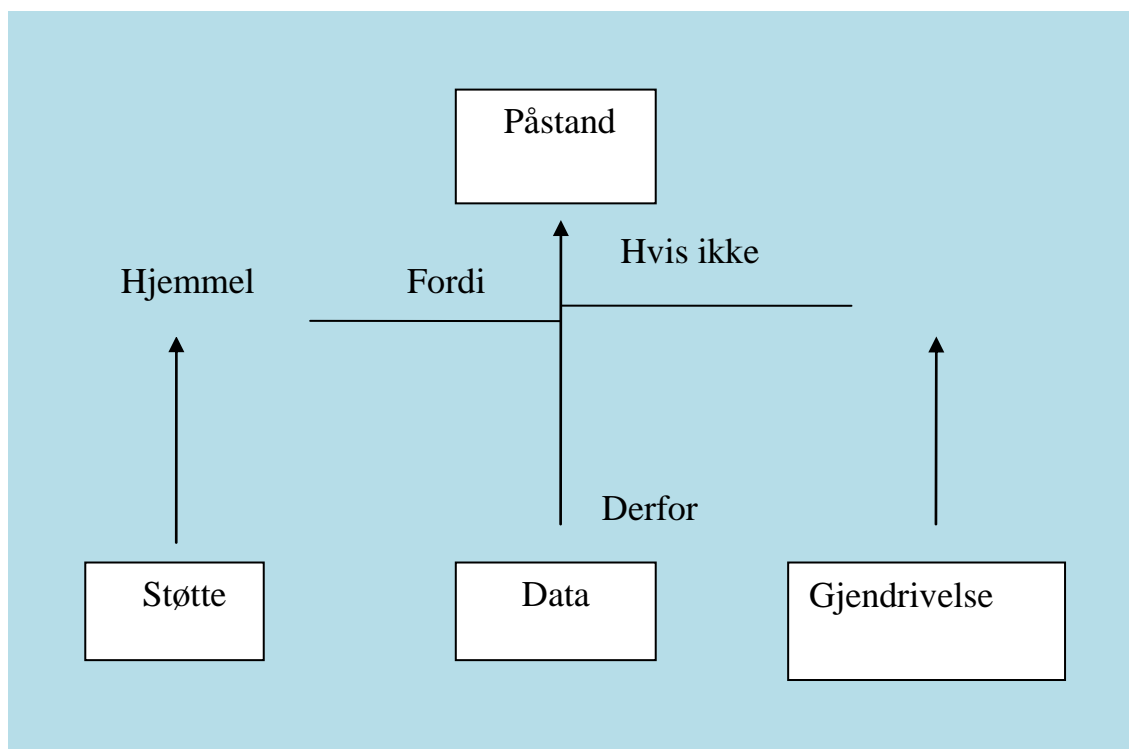 Påstand
Hvis ikke
Hjemmel
Fordi
Derfor
Støtte
Data
Gjendrivelse